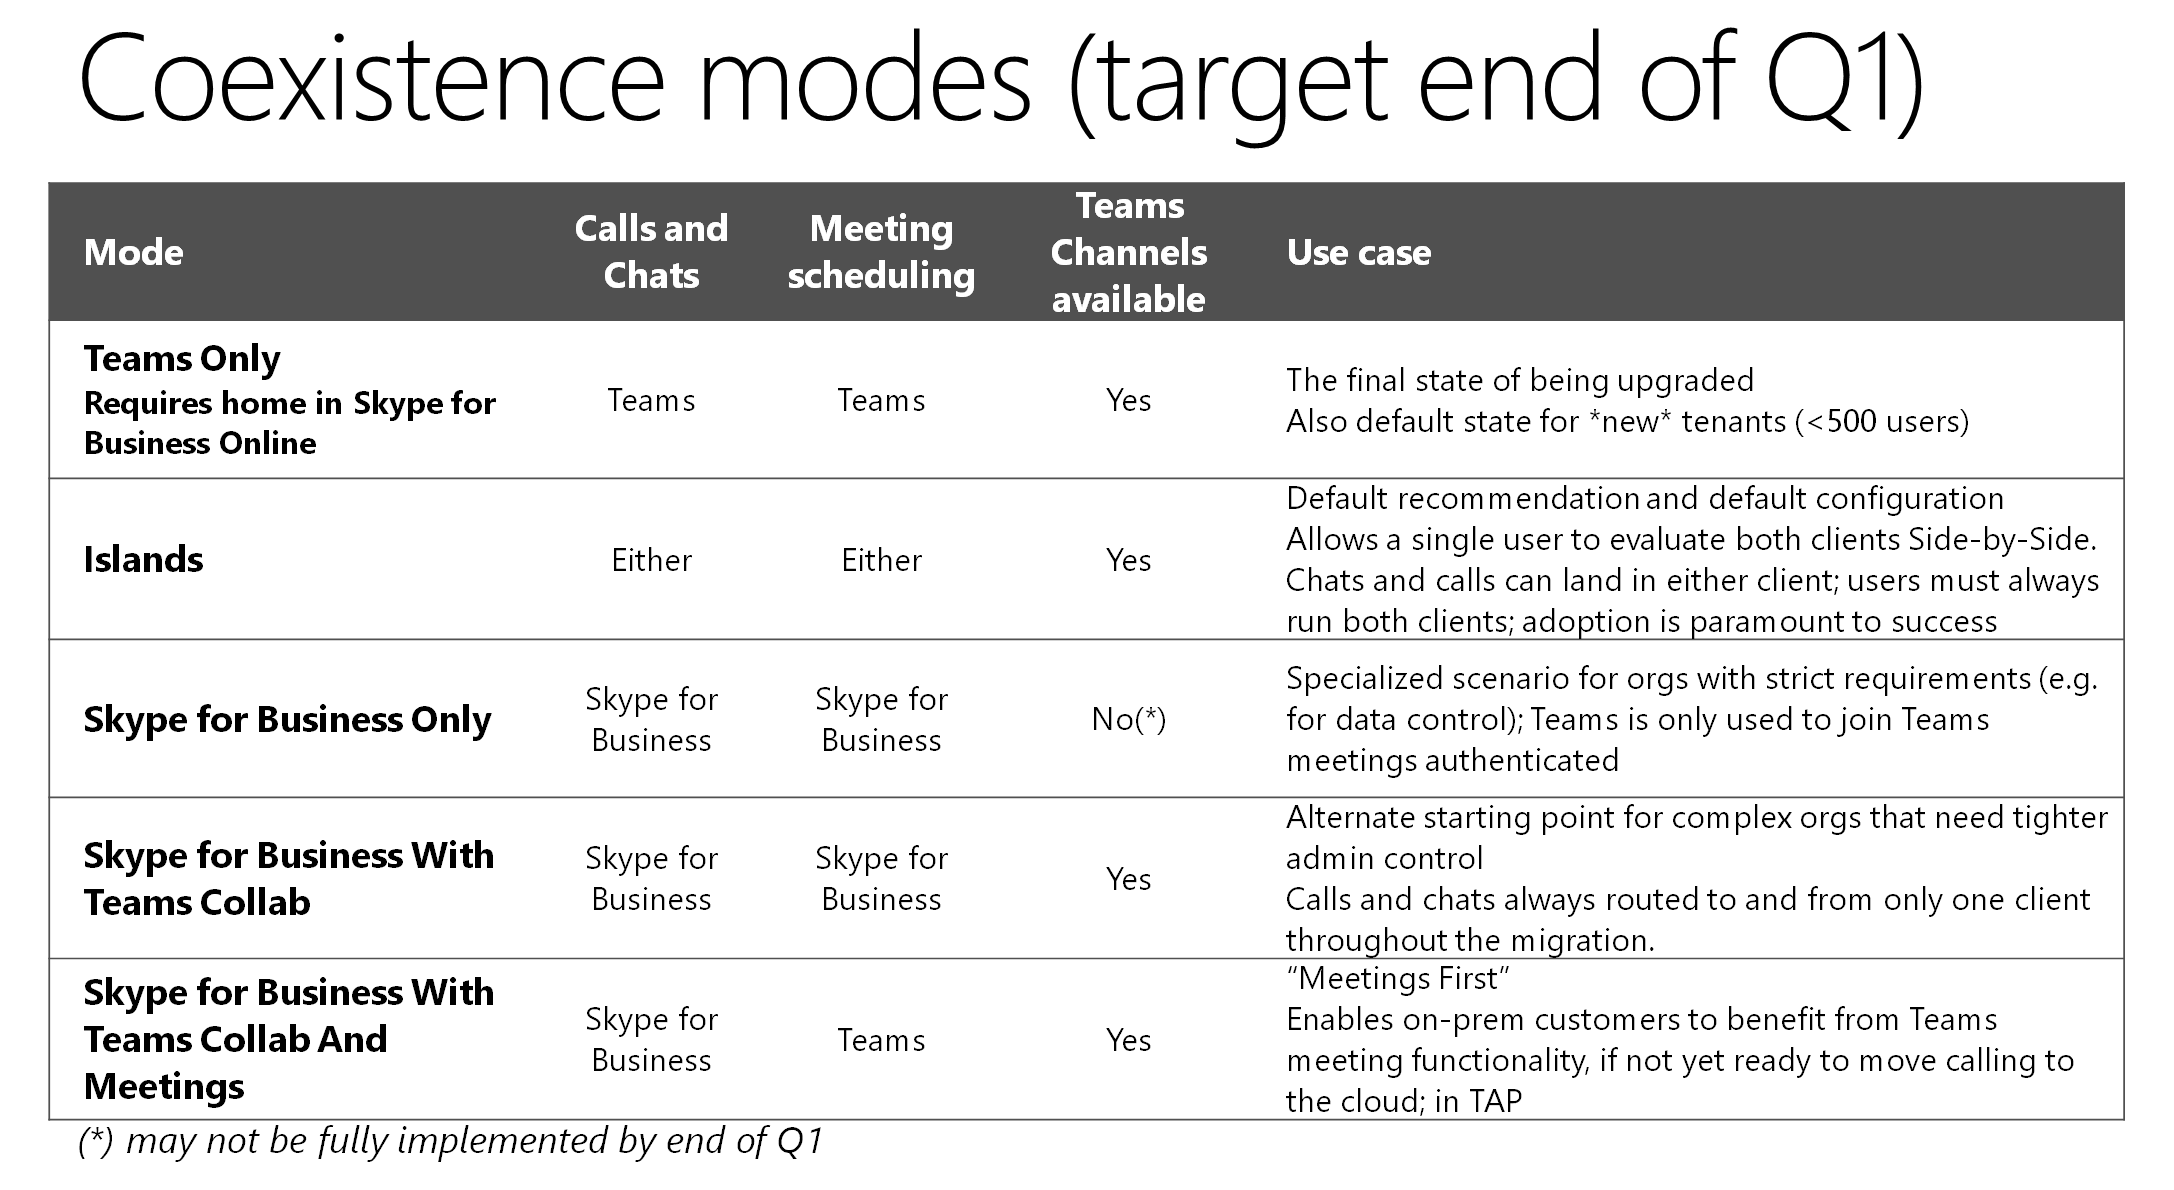 Coexistence modes (target end of Q1)
Mode
Calls and
Chats
Meeting
scheduling
Teams
Channels
available
Use case
Teams Only
Requires home in Skype for
Business Online
Teams
Teams
Yes
The final state of being upgraded
Also default state for *new* tenants (<500 users)
Islands
Either
Either
Yes
Default recommendation and default configuration
Allows a single user to evaluate both clients Side-by-Side.
Chats and calls can land in either client; users must always
run both clients; adoption is paramount to success
Skype for Business Only
Skype for
Business
Skype for
Business
No(*)
Specialized scenario for orgs with strict requirements (e.g.
for data control); Teams is only used to join Teams
meetings authenticated
Skype for Business With
Teams Collab
Skype for
Business
Skype for
Business
Yes
Alternate starting point for complex orgs that need tighter
admin control
Calls and chats always routed to and from only one client
throughout the migration.
Skype for Business With
Teams Collab And
Meetings
Skype for
Business
Teams
Yes
“Meetings First”
Enables on-prem customers to benefit from Teams
meeting functionality, if not yet ready to move calling to
the cloud; in TAP
(*) may not be fully implemented by end of Q1